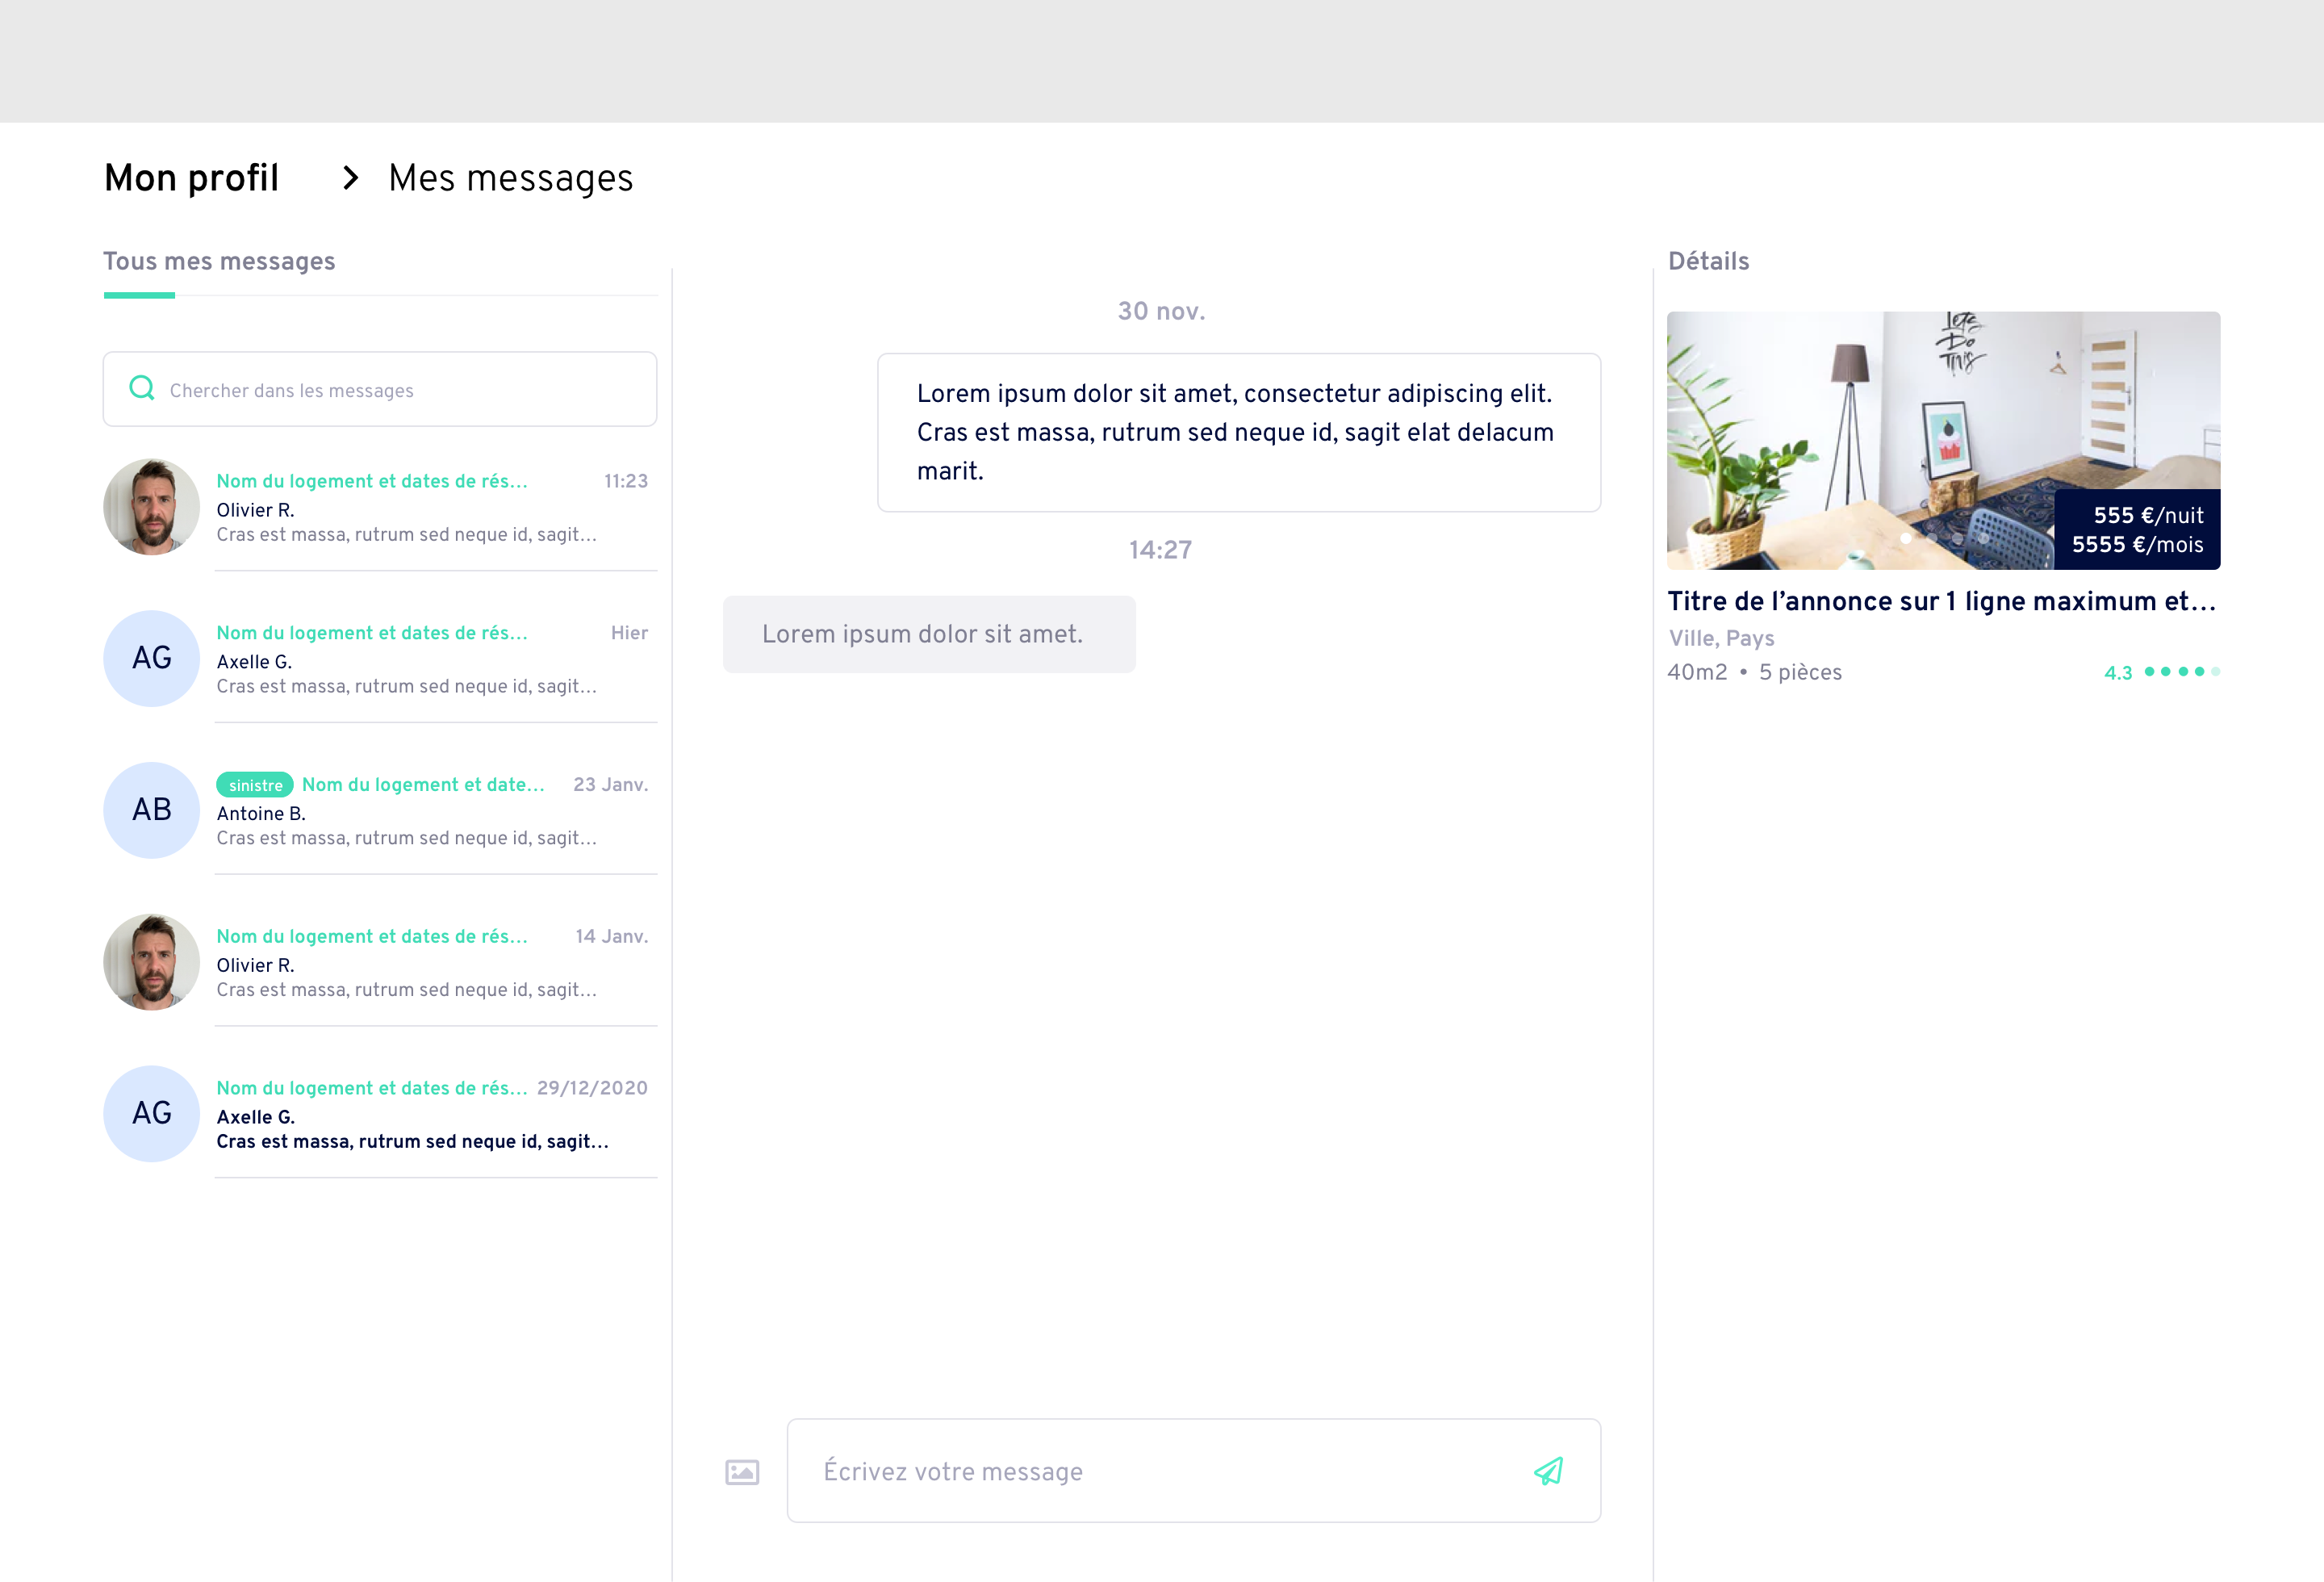 Mon profil > Mes messages
Tous mes messages
Chercher dans les messages
Nom du logement et dates de rés... 11:23
Olivier R.
Cras est massa, rutrum sed neque id, sagit...
AG
Nom du logement et dates de rés... Hier
Axelle G.
Cras est massa, rutrum sed neque id, sagit...
AB
sinistre Nom du logement et date... 23 Janv.
Antoine B.
Cras est massa, rutrum sed neque id, sagit...
Nom du logement et dates de rés... 14 Janv.
Olivier R.
Cras est massa, rutrum sed neque id, sagit...
AG
Nom du logement et dates de rés... 29/12/2020
Axelle G.
Cras est massa, rutrum sed neque id, sagit...
30 nov.
Lorem ipsum dolor sit amet, consectetur adipiscing elit.
Cras est massa, rutrum sed neque id, sagit elat delacum
marit.
14:27
Lorem ipsum dolor sit amet.
Écrivez votre message
Détails
Lets
Do
This
555 €/nuit
5555 €/mois
Titre de l’annonce sur 1 ligne maximum et...
Ville, Pays
40m2 • 5 pièces 4.3